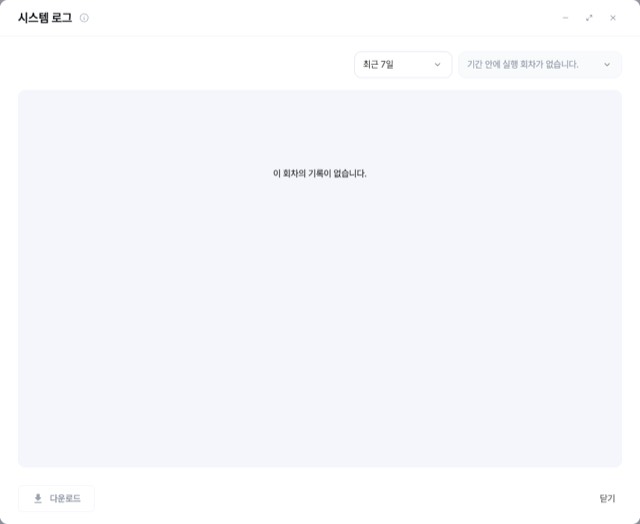 시스템 로그
최근 7일
기간 안에 실행 회차가 없습니다.
이 회차의 기록이 없습니다.
다운로드
닫기